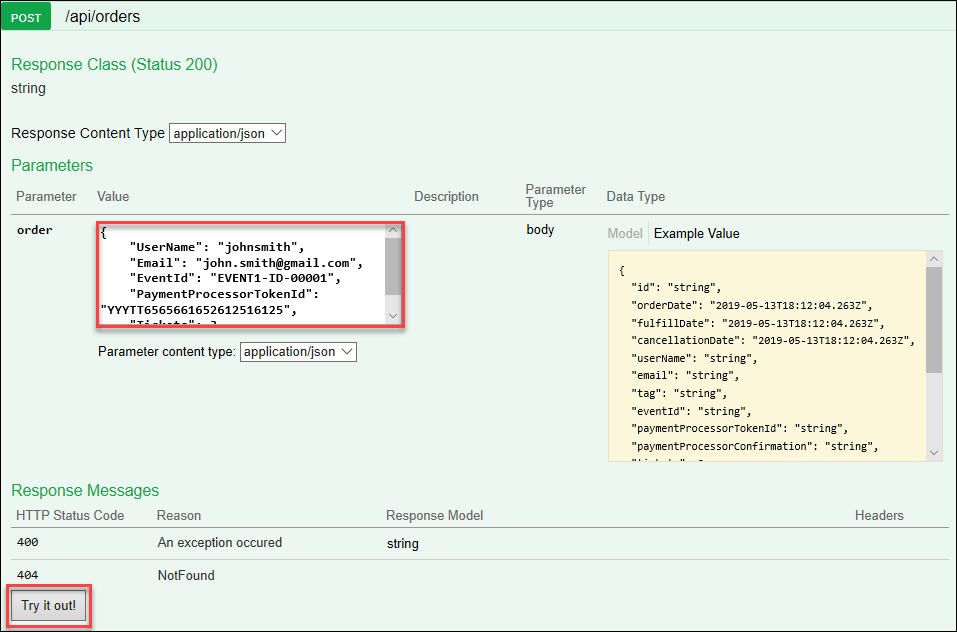 POST /api/orders
Response Class (Status 200)
string
Response Content Type application/json
Parameters
Parameter Value Description Parameter Type Data Type
order
{
"UserName": "johnsmith",
"Email": "john.smith@gmail.com",
"EventId": "EVENT1-ID-00001",
"PaymentProcessorTokenId":
"YYYTT6565661652612516125",
Parameter content type: application/json
body
Model Example Value
{
"id": "string",
"orderDate": "2019-05-13T18:12:04.263Z",
"fulfillDate": "2019-05-13T18:12:04.263Z",
"cancellationDate": "2019-05-13T18:12:04.263Z",
"userName": "string",
"email": "string",
"tag": "string",
"eventId": "string",
"paymentProcessorTokenId": "string",
"paymentProcessorConfirmation": "string",
Response Messages
HTTP Status Code Reason Response Model Headers
400 An exception occured string
404 NotFound
Try it out!